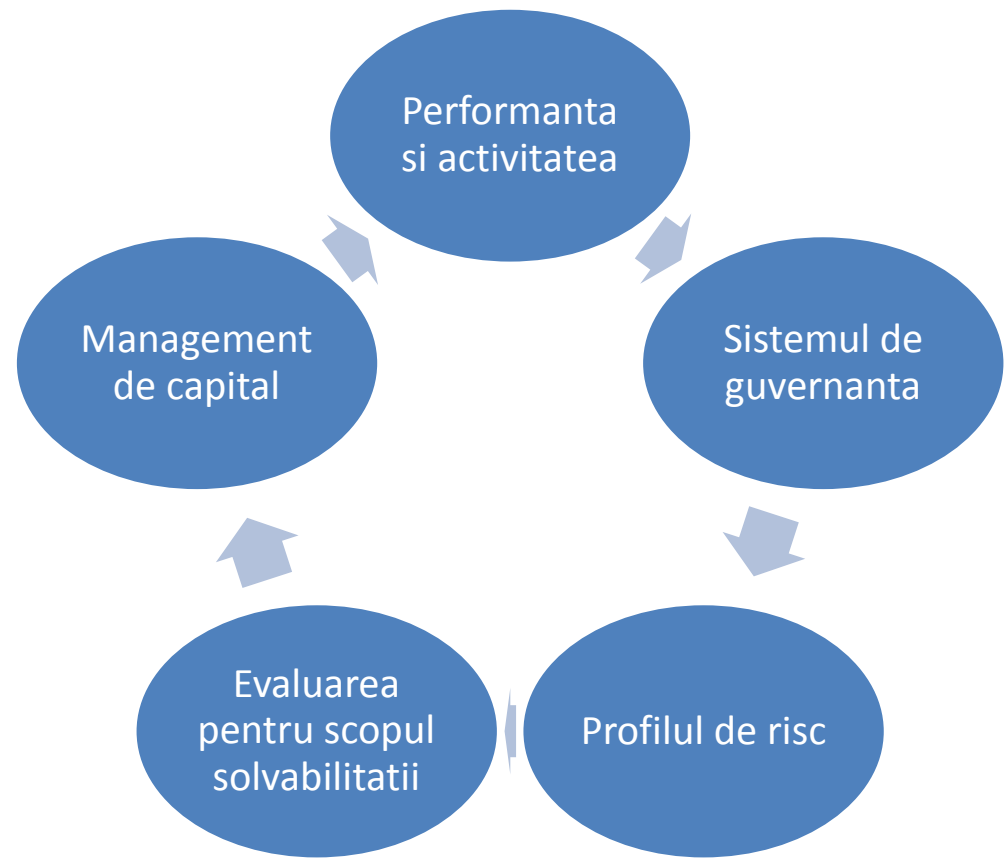 Performanta
si activitatea
Sistemul de
guvernanta
Profilul de risc
Evaluarea
pentru scopul
solvabilitatii
Management
de capital